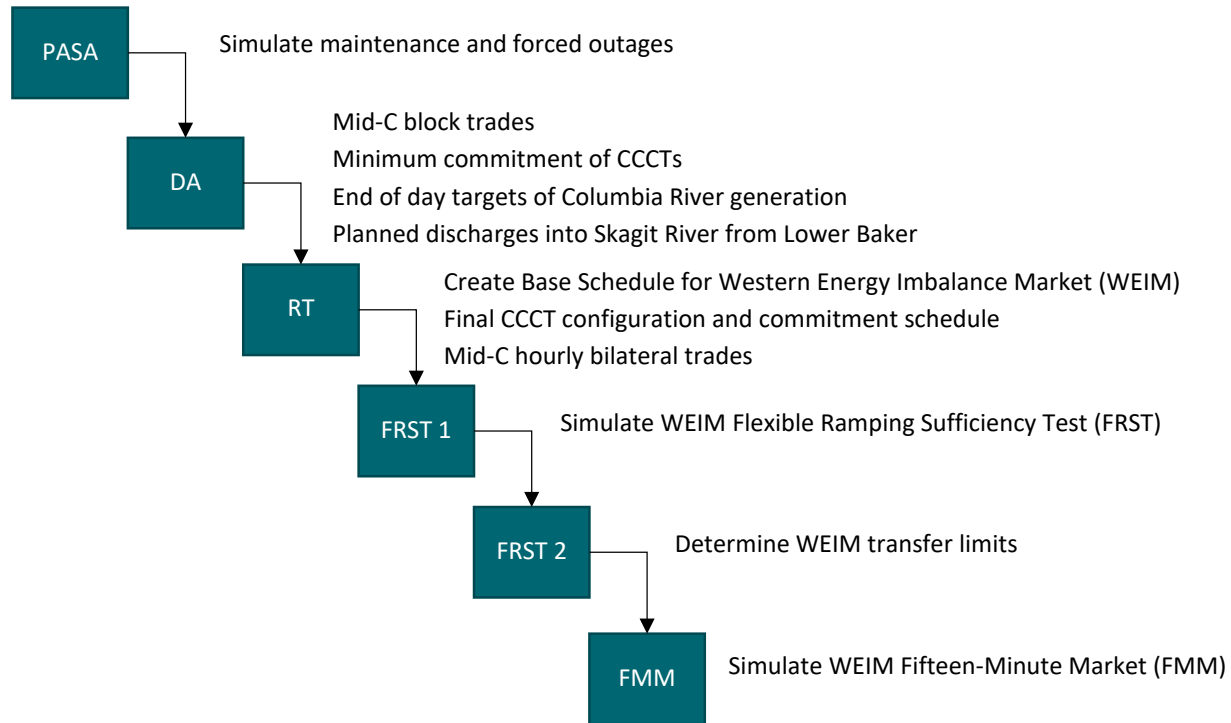 PASA
Simulate maintenance and forced outages
DA
Mid-C block trades
Minimum commitment of CCCTs
End of day targets of Columbia River generation
Planned discharges into Skagit River from Lower Baker
RT
Create Base Schedule for Western Energy Imbalance Market (WEIM)
Final CCCT configuration and commitment schedule
Mid-C hourly bilateral trades
FRST 1
Simulate WEIM Flexible Ramping Sufficiency Test (FRST)
FRST 2
Determine WEIM transfer limits
FMM
Simulate WEIM Fifteen-Minute Market (FMM)